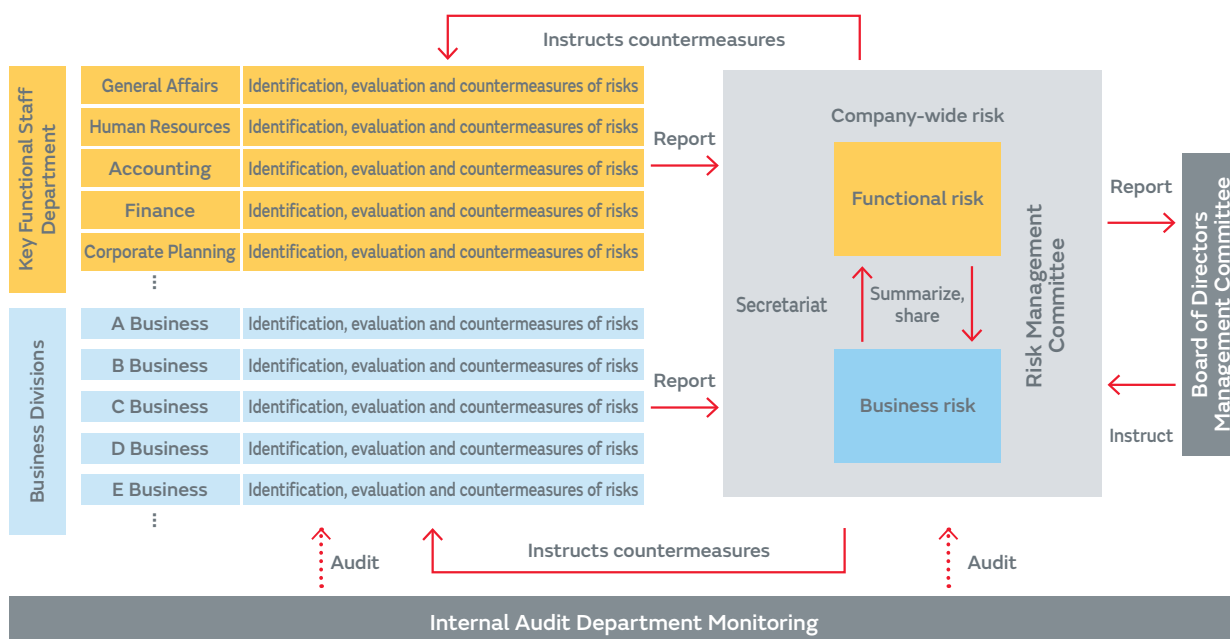 Instructs countermeasures
Key Functional Staff
Department
General Affairs
Identification, evaluation and countermeasures of risks
Human Resources
Identification, evaluation and countermeasures of risks
Accounting
Identification, evaluation and countermeasures of risks
Finance
Identification, evaluation and countermeasures of risks
Corporate Planning
Identification, evaluation and countermeasures of risks
⋮
Report
Business Divisions
A Business
Identification, evaluation and countermeasures of risks
B Business
Identification, evaluation and countermeasures of risks
C Business
Identification, evaluation and countermeasures of risks
D Business
Identification, evaluation and countermeasures of risks
E Business
Identification, evaluation and countermeasures of risks
⋮
Report
Company-wide risk
Functional risk
Secretariat
Summarize,
share
Business risk
Risk Management
Committee
Report
Instruct
Board of Directors
Management Committee
Instructs countermeasures
Audit
Audit
Internal Audit Department Monitoring